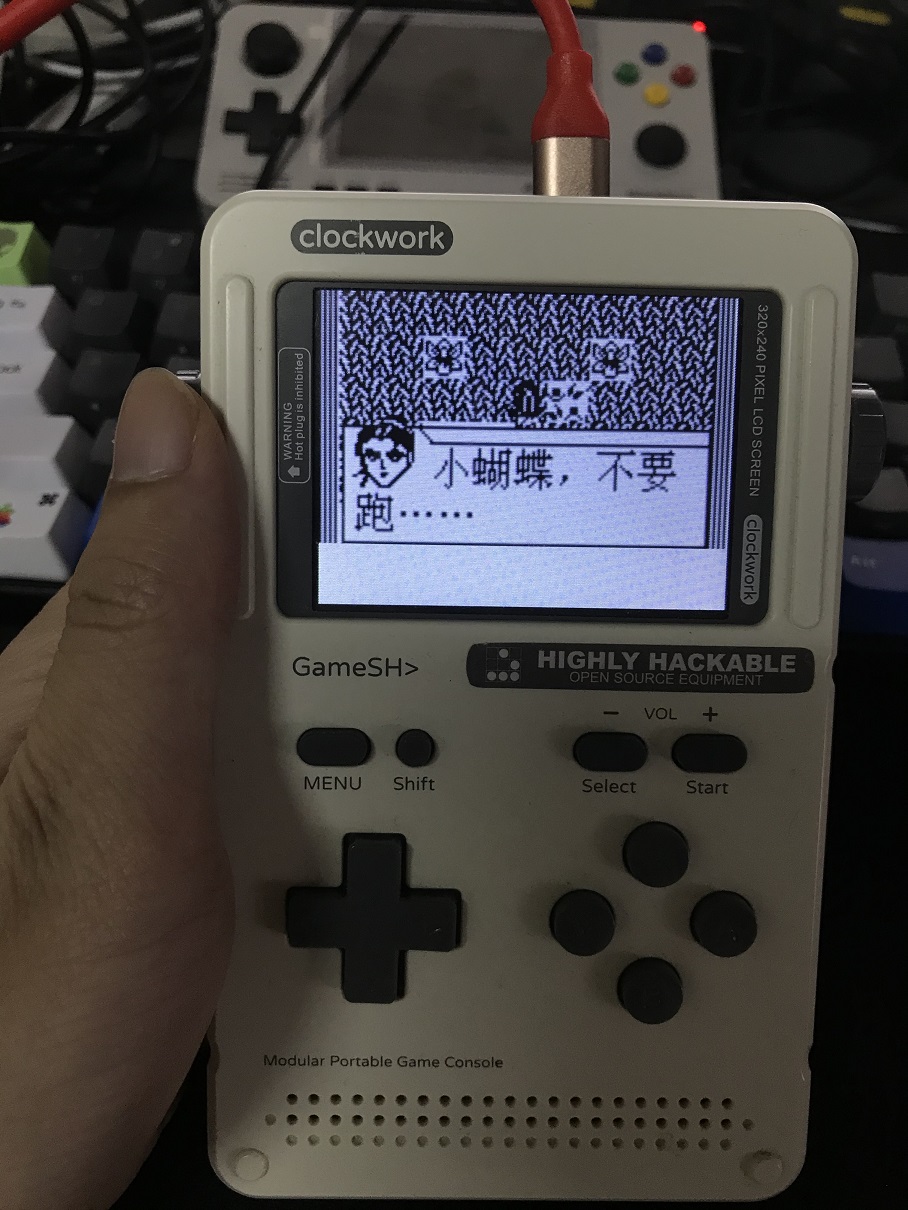 clockwork
320x240 PIXEL LCD SCREEN
clockwork
WARNING
Hot plug is inhibited
小蝴蝶，不要
跑……
GameSH>
HIGHLY HACKABLE
OPEN SOURCE EQUIPMENT
− VOL +
MENU Shift Select Start
Modular Portable Game Console